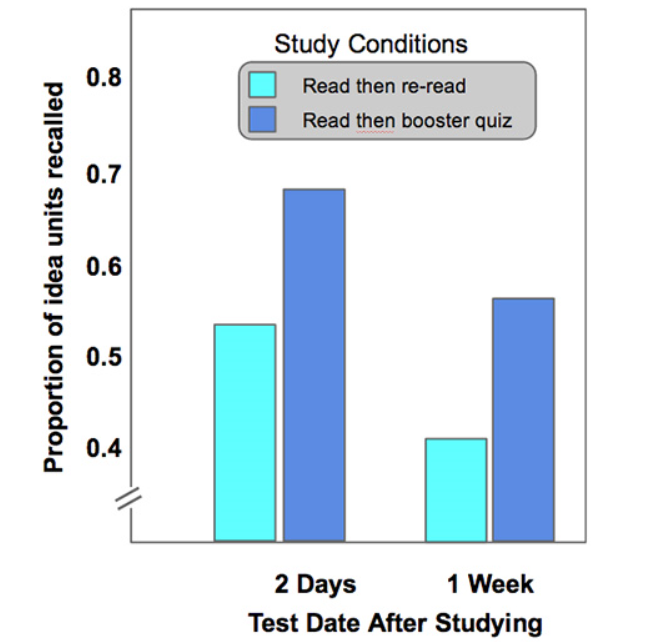 Study Conditions
Read then re-read
Read then booster quiz
Proportion of idea units recalled
0.8
0.7
0.6
0.5
0.4
2 Days
1 Week
Test Date After Studying